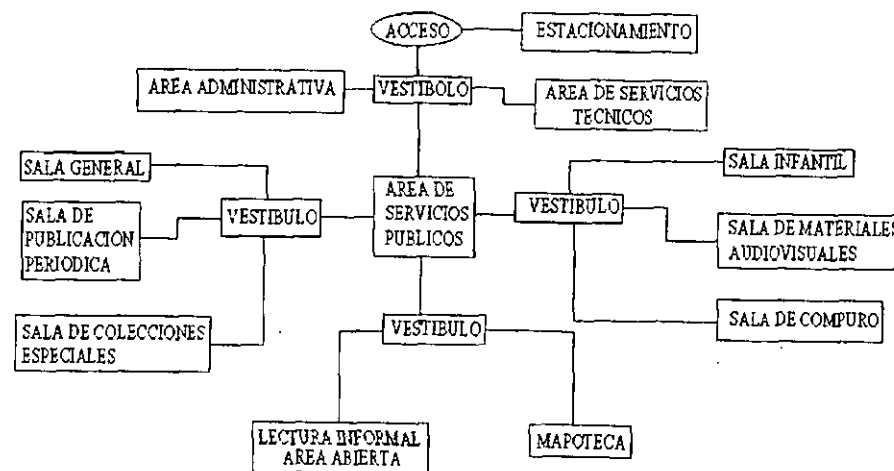 ACCESO
ESTACIONAMIENTO
AREA ADMINISTRATIVA
VESTIBOLO
AREA DE SERVICIOS
TECNICOS
SALA GENERAL
SALA INFANTIL
SALA DE
PUBLICACIÓN
PERIODICA
VESTIBULO
AREA DE
SERVICIOS
PUBLICOS
VESTIBULO
SALA DE MATERIALES
AUDIOVISUALES
SALA DE COLECCIONES
ESPECIALES
VESTIBULO
SALA DE COMPURO
LECTURA INFORMAL
AREA ABIERTA
MAPOTECA